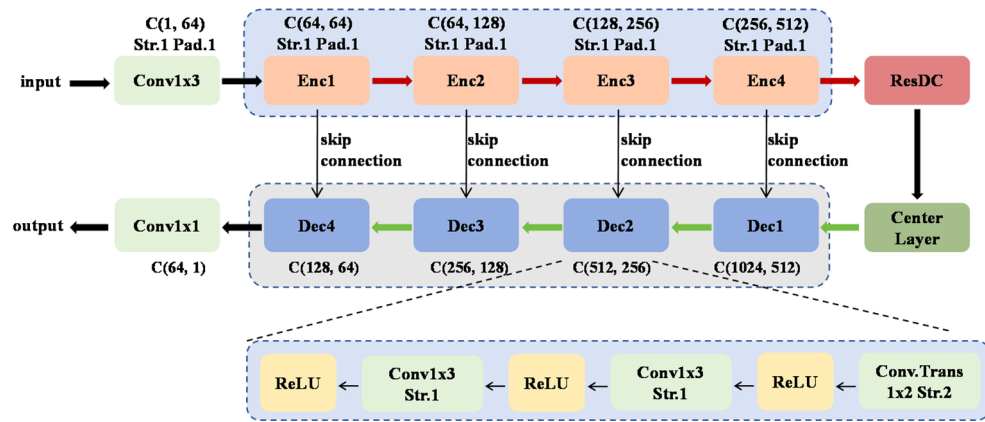 C(1, 64)
Str.1 Pad.1
C(64, 64)
Str.1 Pad.1
C(64, 128)
Str.1 Pad.1
C(128, 256)
Str.1 Pad.1
C(256, 512)
Str.1 Pad.1
input
Conv1x3
Enc1
Enc2
Enc3
Enc4
ResDC
skip
connection
skip
connection
skip
connection
skip
connection
output
Conv1x1
Dec4
Dec3
Dec2
Dec1
Center
Layer
C(64, 1)
C(128, 64)
C(256, 128)
C(512, 256)
C(1024, 512)
ReLU
Conv1x3
Str.1
ReLU
Conv1x3
Str.1
ReLU
Conv.Trans
1x2 Str.2